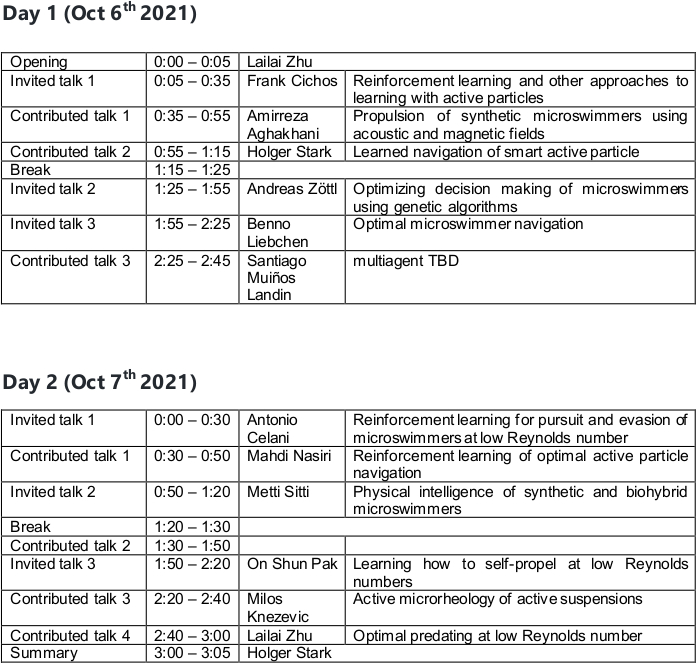 Day 1 (Oct 6th 2021)
Opening 0:00 – 0:05 Lailai Zhu
Invited talk 1 0:05 – 0:35 Frank Cichos Reinforcement learning and other approaches to
learning with active particles
Contributed talk 1 0:35 – 0:55 Amirreza Propulsion of synthetic microswimmers using
Aghakhani acoustic and magnetic fields
Contributed talk 2 0:55 – 1:15 Holger Stark Learned navigation of smart active particle
Break 1:15 – 1:25
Invited talk 2 1:25 – 1:55 Andreas Zöttl Optimizing decision making of microswimmers
using genetic algorithms
Invited talk 3 1:55 – 2:25 Benno Optimal microswimmer navigation
Liebchen
Contributed talk 3 2:25 – 2:45 Santiago multiagent TBD
Muiños
Landin
Day 2 (Oct 7th 2021)
Invited talk 1 0:00 – 0:30 Antonio Reinforcement learning for pursuit and evasion of
Celani microswimmers at low Reynolds number
Contributed talk 1 0:30 – 0:50 Mahdi Nasiri Reinforcement learning of optimal active particle
navigation
Invited talk 2 0:50 – 1:20 Metti Sitti Physical intelligence of synthetic and biohybrid
microswimmers
Break 1:20 – 1:30
Contributed talk 2 1:30 – 1:50
Invited talk 3 1:50 – 2:20 On Shun Pak Learning how to self-propel at low Reynolds
numbers
Contributed talk 3 2:20 – 2:40 Milos Active microrheology of active suspensions
Knezevic
Contributed talk 4 2:40 – 3:00 Lailai Zhu Optimal predating at low Reynolds number
Summary 3:00 – 3:05 Holger Stark